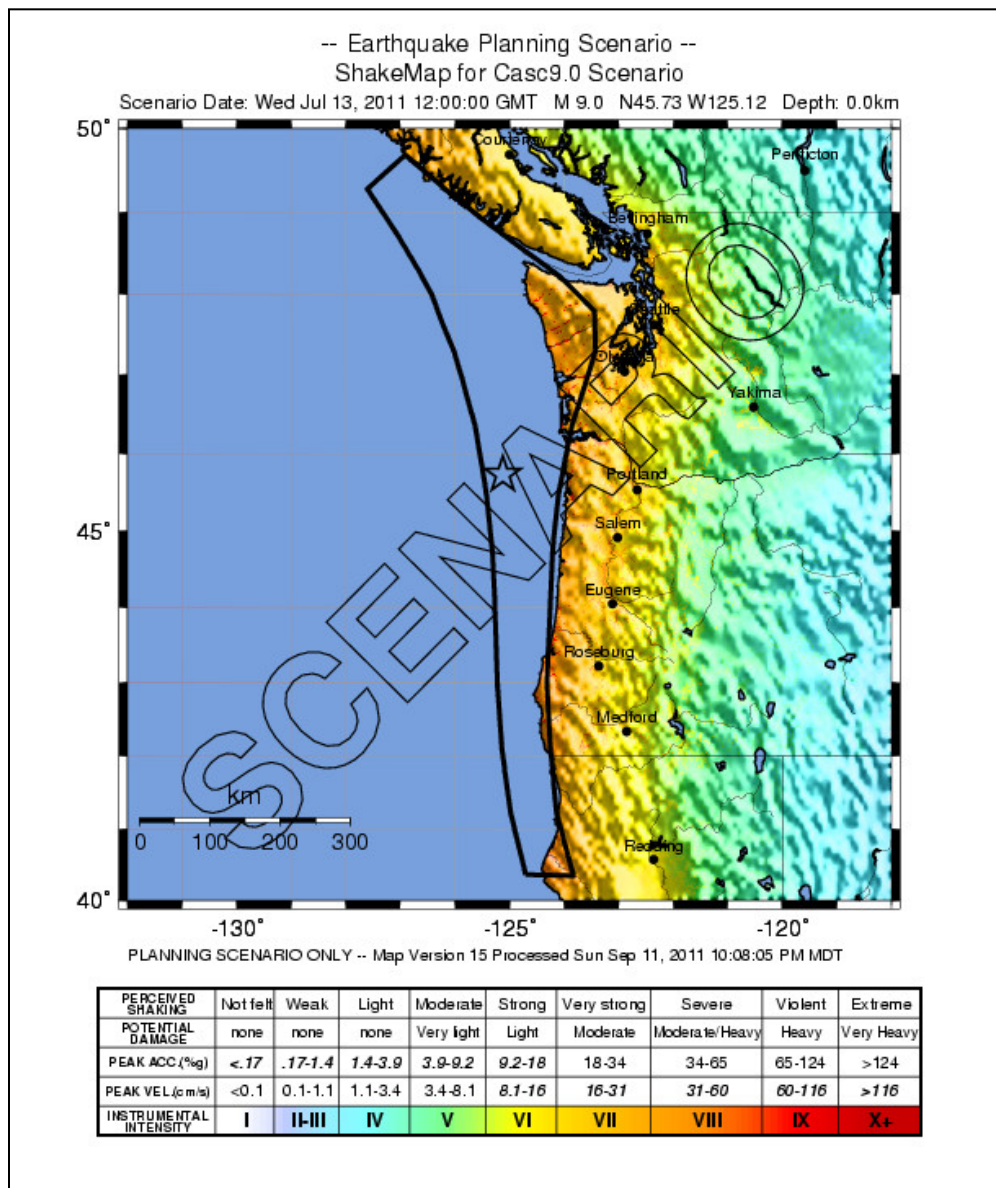 -- Earthquake Planning Scenario --
ShakeMap for Casc9.0 Scenario
Scenario Date: Wed Jul 13, 2011 12:00:00 GMT M 9.0 N45.73 W125.12 Depth: 0.0km
50°
Courtenay
Penticton
Bellingham
Seattle
Olympia
Yakima
Portland
45°
Salem
Eugene
Roseburg
Medford
SCENARIO
km
0 100 200 300
Redding
40°
-130° -125° -120°
PLANNING SCENARIO ONLY -- Map Version 15 Processed Sun Sep 11, 2011 10:08:05 PM MDT
PERCEIVED SHAKING Not felt Weak Light Moderate Strong Very strong Severe Violent Extreme
POTENTIAL DAMAGE none none none Very light Light Moderate Moderate/Heavy Heavy Very Heavy
PEAK ACC.(%g) <.17 .17-1.4 1.4-3.9 3.9-9.2 9.2-18 18-34 34-65 65-124 >124
PEAK VEL.(cm/s) <0.1 0.1-1.1 1.1-3.4 3.4-8.1 8.1-16 16-31 31-60 60-116 >116
INSTRUMENTAL INTENSITY I II-III IV V VI VII VIII IX X+